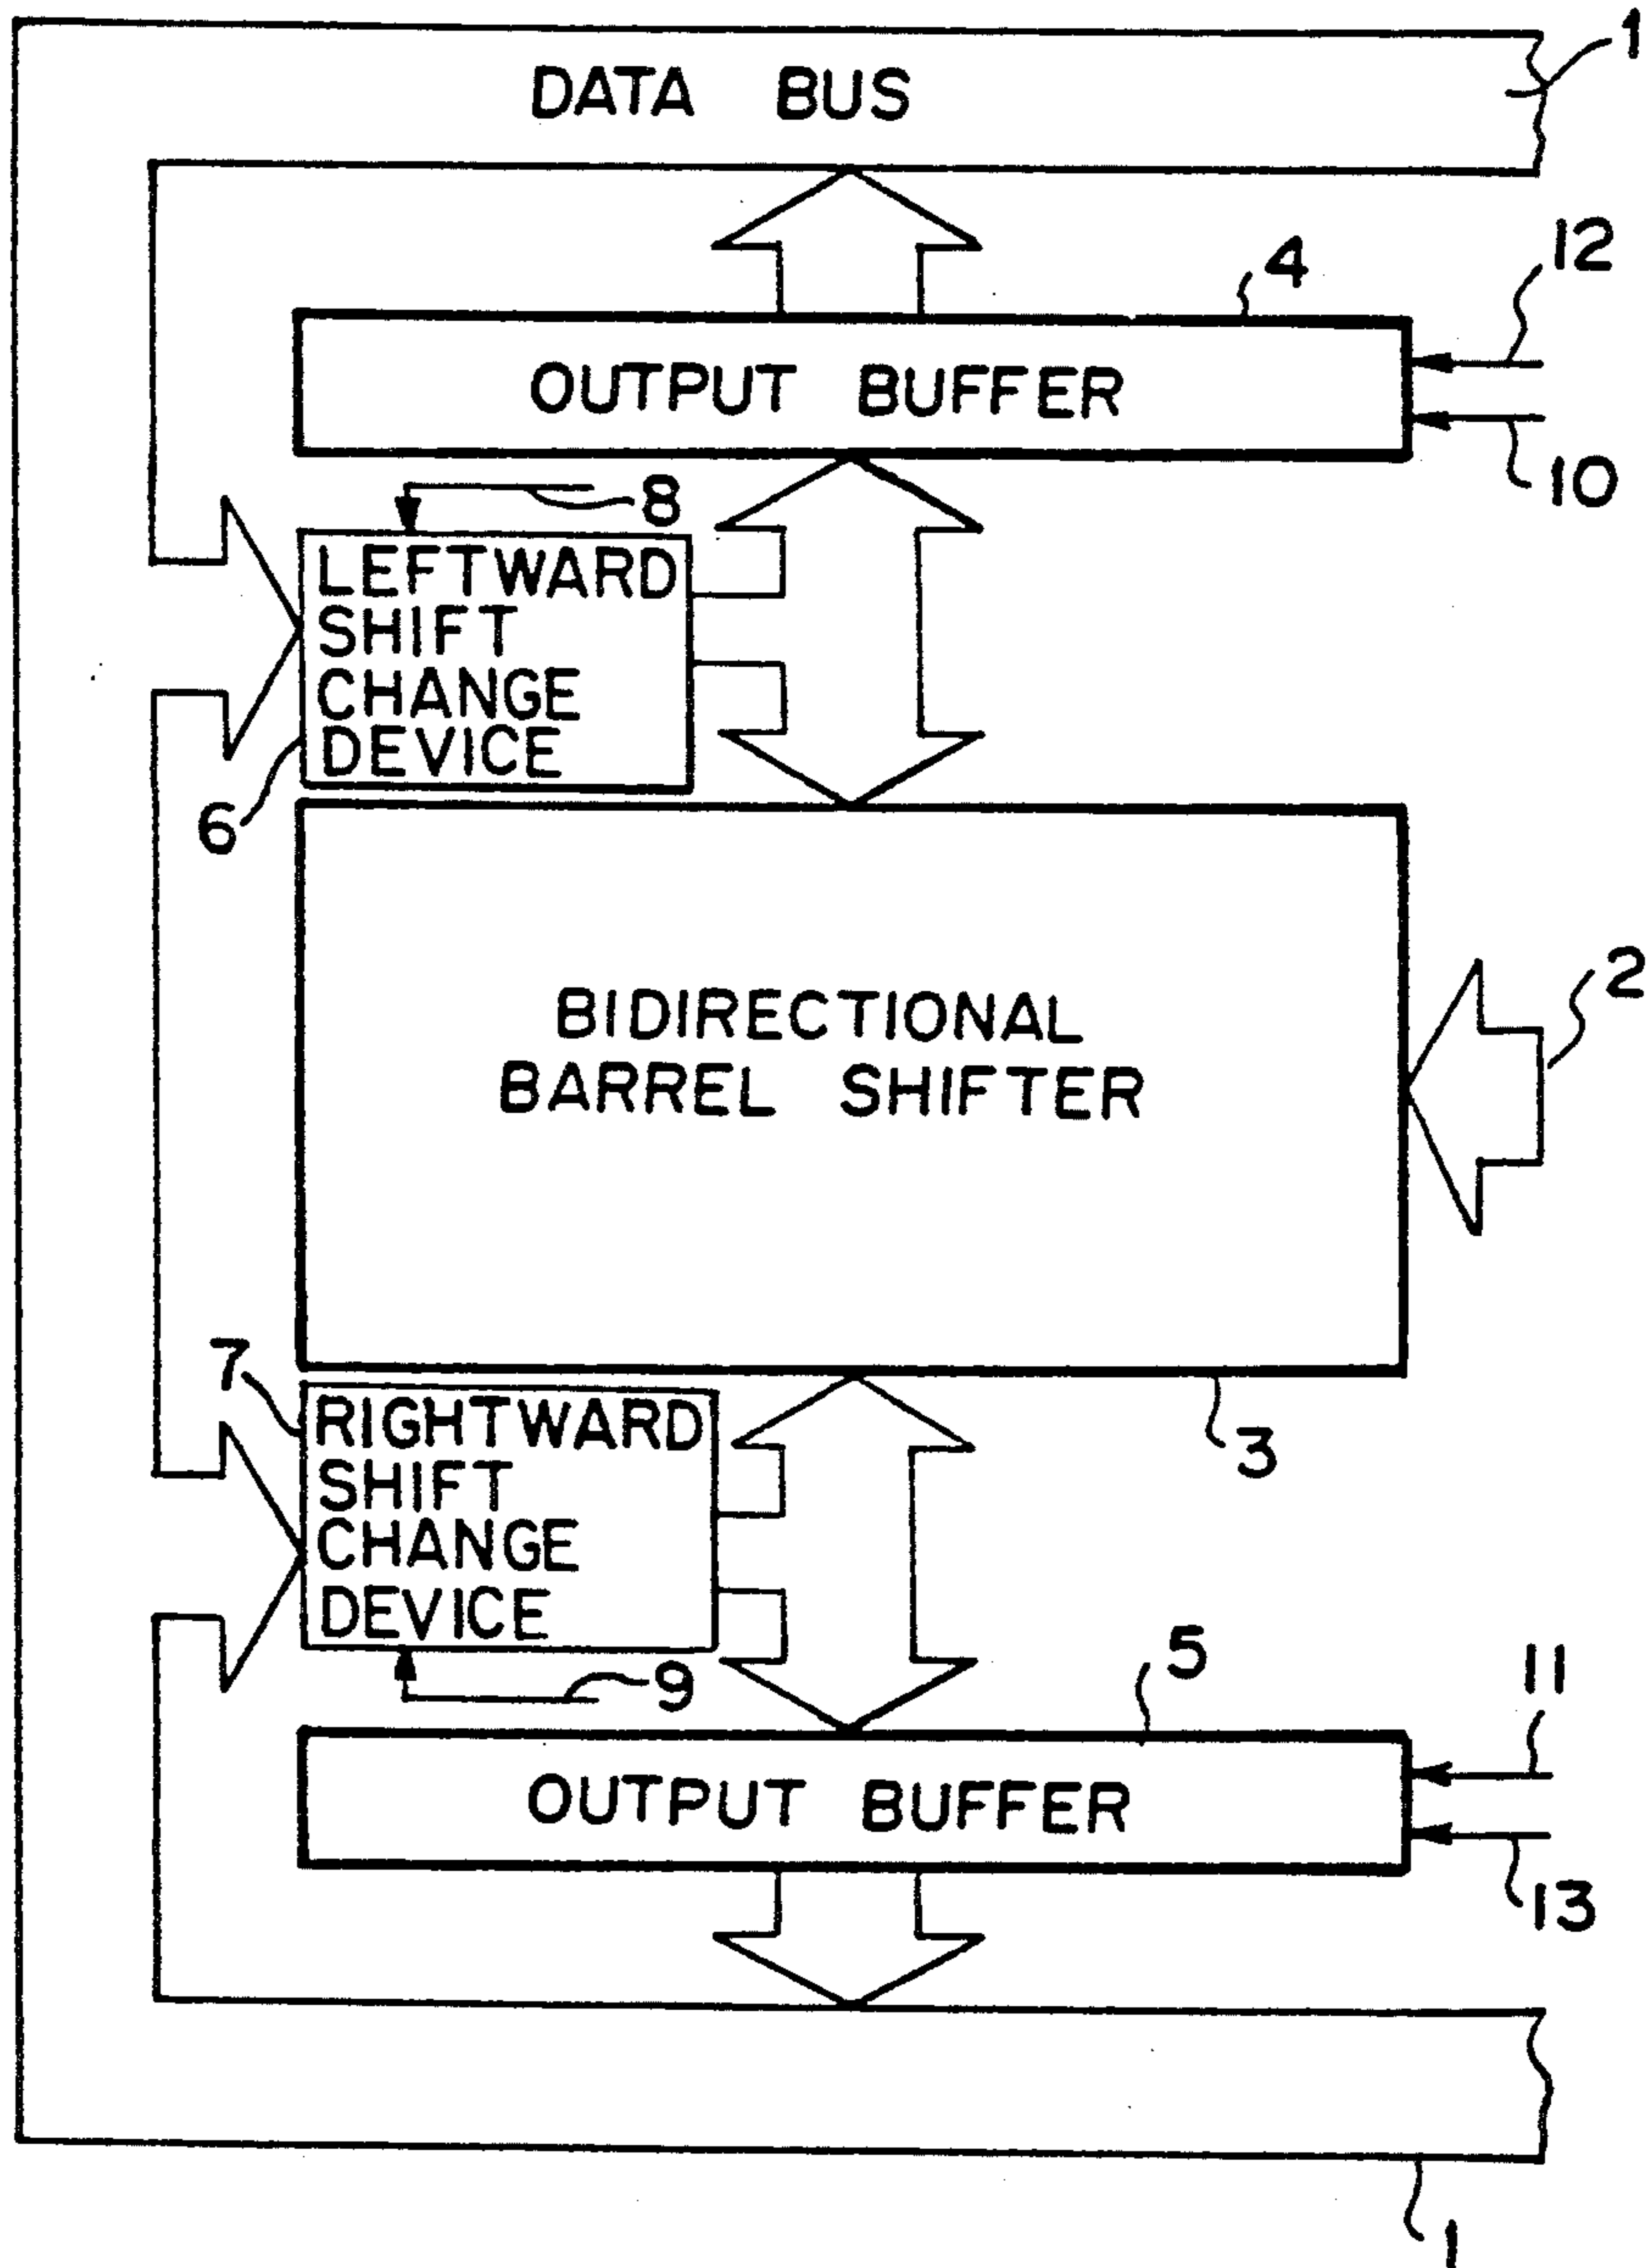 1
DATA BUS
12
4
OUTPUT BUFFER
10
8
LEFTWARD
SHIFT
CHANGE
DEVICE
6
2
BIDIRECTIONAL
BARREL SHIFTER
7
3
RIGHTWARD
SHIFT
CHANGE
DEVICE
9
5
11
OUTPUT BUFFER
13
1